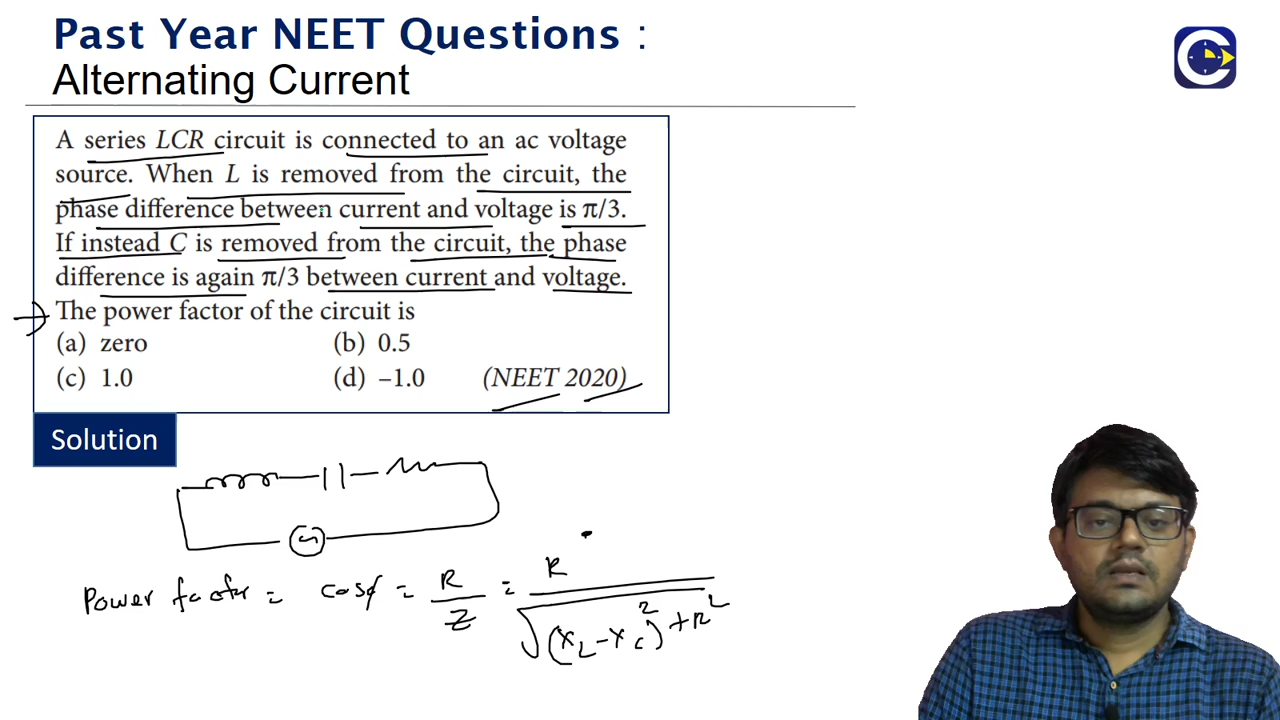 Past Year NEET Questions :
Alternating Current
A series LCR circuit is connected to an ac voltage
source. When L is removed from the circuit, the
phase difference between current and voltage is π/3.
If instead C is removed from the circuit, the phase
difference is again π/3 between current and voltage.
The power factor of the circuit is
(a) zero (b) 0.5
(c) 1.0 (d) –1.0 (NEET 2020)
Solution
Power factor = cosϕ = R/Z = R/√((X_L-X_C)²+R²)